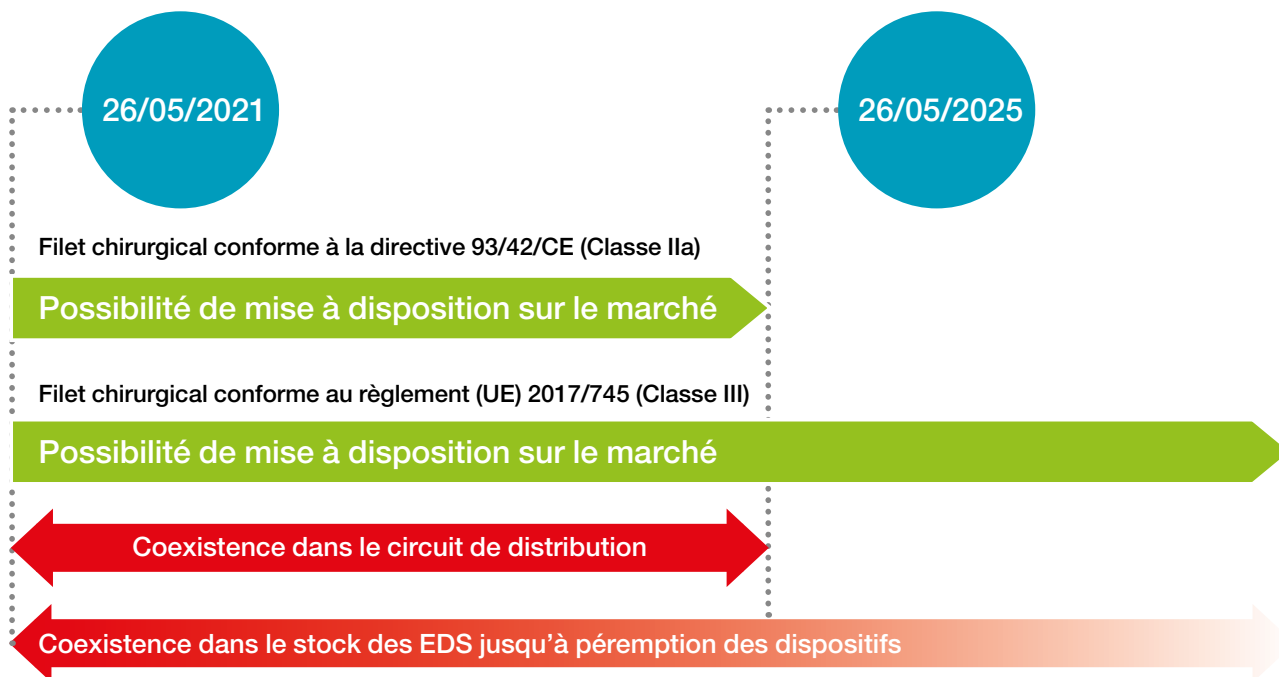 26/05/2021
26/05/2025
Filet chirurgical conforme à la directive 93/42/CE (Classe IIa)
Possibilité de mise à disposition sur le marché
Filet chirurgical conforme au règlement (UE) 2017/745 (Classe III)
Possibilité de mise à disposition sur le marché
Coexistence dans le circuit de distribution
Coexistence dans le stock des EDS jusqu’à péremption des dispositifs